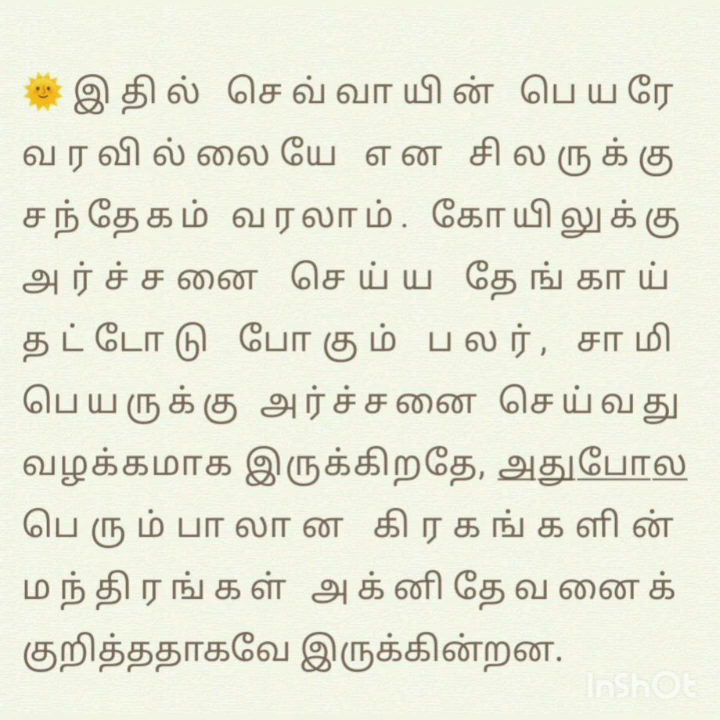 🌞இதில் செவ்வாயின் பெயரே
வரவில்லையே என சிலருக்கு
சந்தேகம் வரலாம். கோயிலுக்கு
அர்ச்சனை செய்ய தேங்காய்
தட்டோடு போகும் பலர், சாமி
பெயருக்கு அர்ச்சனை செய்வது
வழக்கமாக இருக்கிறதே, அதுபோல
பெரும்பாலான கிரகங்களின்
மந்திரங்கள் அக்னிதேவனைக்
குறித்ததாகவே இருக்கின்றன.
InShOt